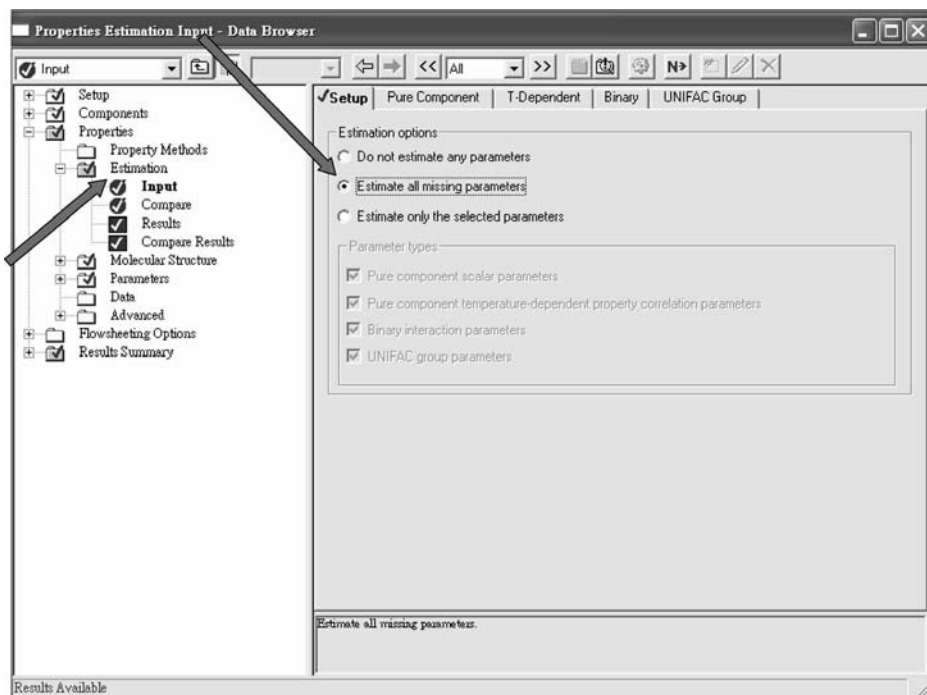 Properties Estimation Input - Data Browser
Input
All
<<
>>
N>
Setup
Components
Properties
Property Methods
Estimation
Input
Compare
Results
Compare Results
Molecular Structure
Parameters
Data
Advanced
Flowsheeting Options
Results Summary
Setup
Pure Component
T-Dependent
Binary
UNIFAC Group
Estimation options
Do not estimate any parameters
Estimate all missing parameters
Estimate only the selected parameters
Parameter types
Pure component scalar parameters
Pure component temperature-dependent property correlation parameters
Binary interaction parameters
UNIFAC group parameters
Estimate all missing parameters.
Results Available